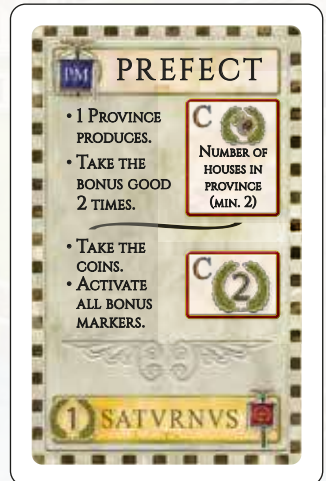 PM
PREFECT
• 1 PROVINCE
PRODUCES.
• TAKE THE
BONUS GOOD
2 TIMES.
C
NUMBER OF
HOUSES IN
PROVINCE
(MIN. 2)
• TAKE THE
COINS.
• ACTIVATE
ALL BONUS
MARKERS.
C 2
1 SATVRNVS